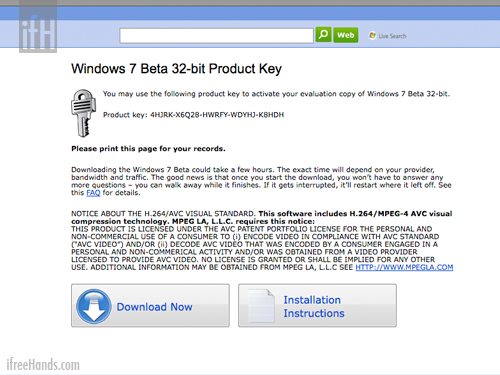 ifH
Web
Live Search
Windows 7 Beta 32-bit Product Key
You may use the following product key to activate your evaluation copy of Windows 7 Beta 32-bit.
Product key: 4HJRK-X6Q28-HWRFY-WDYHJ-K8HDH
Please print this page for your records.
Downloading the Windows 7 Beta could take a few hours. The exact time will depend on your provider,
bandwidth and traffic. The good news is that once you start the download, you won't have to answer any
more questions – you can walk away while it finishes. If it gets interrupted, it'll restart where it left off. See
this FAQ for details.
NOTICE ABOUT THE H.264/AVC VISUAL STANDARD. This software includes H.264/MPEG-4 AVC visual
compression technology. MPEG LA, L.L.C. requires this notice:
THIS PRODUCT IS LICENSED UNDER THE AVC PATENT PORTFOLIO LICENSE FOR THE PERSONAL AND
NON-COMMERCIAL USE OF A CONSUMER TO (i) ENCODE VIDEO IN COMPLIANCE WITH AVC STANDARD
("AVC VIDEO") AND/OR (ii) DECODE AVC VIDEO THAT WAS ENCODED BY A CONSUMER ENGAGED IN A
PERSONAL AND NON-COMMERCIAL ACTIVITY AND/OR WAS OBTAINED FROM A VIDEO PROVIDER
LICENSED TO PROVIDE AVC VIDEO. NO LICENSE IS GRANTED OR SHALL BE IMPLIED FOR ANY OTHER
USE. ADDITIONAL INFORMATION MAY BE OBTAINED FROM MPEG LA, L.L.C SEE HTTP://WWW.MPEGLA.COM
Download Now
Installation
Instructions
ifreeHands.com